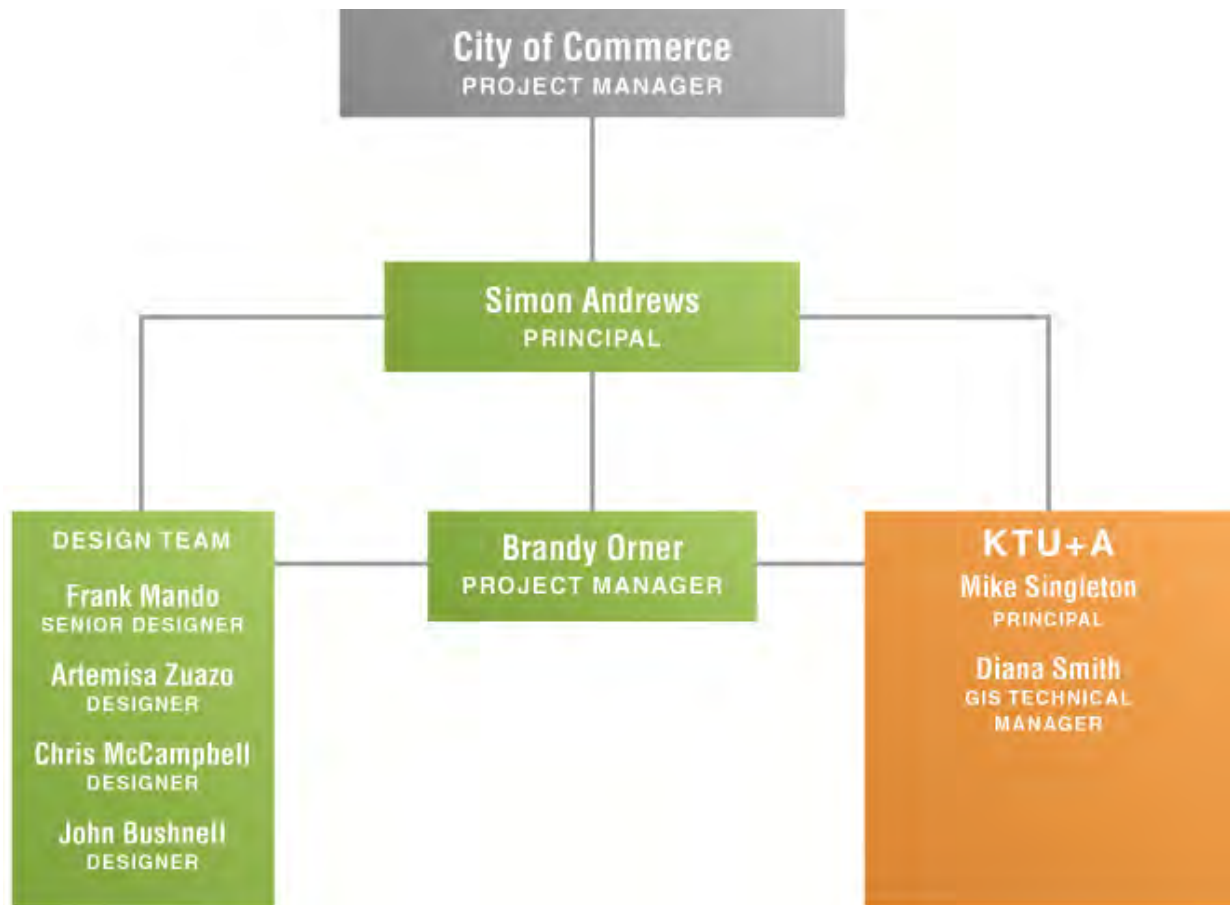 City of Commerce
PROJECT MANAGER
Simon Andrews
PRINCIPAL
DESIGN TEAM
Frank Mando
SENIOR DESIGNER
Artemisa Zuazo
DESIGNER
Chris McCampbell
DESIGNER
John Bushnell
DESIGNER
Brandy Orner
PROJECT MANAGER
KTU+A
Mike Singleton
PRINCIPAL
Diana Smith
GIS TECHNICAL
MANAGER